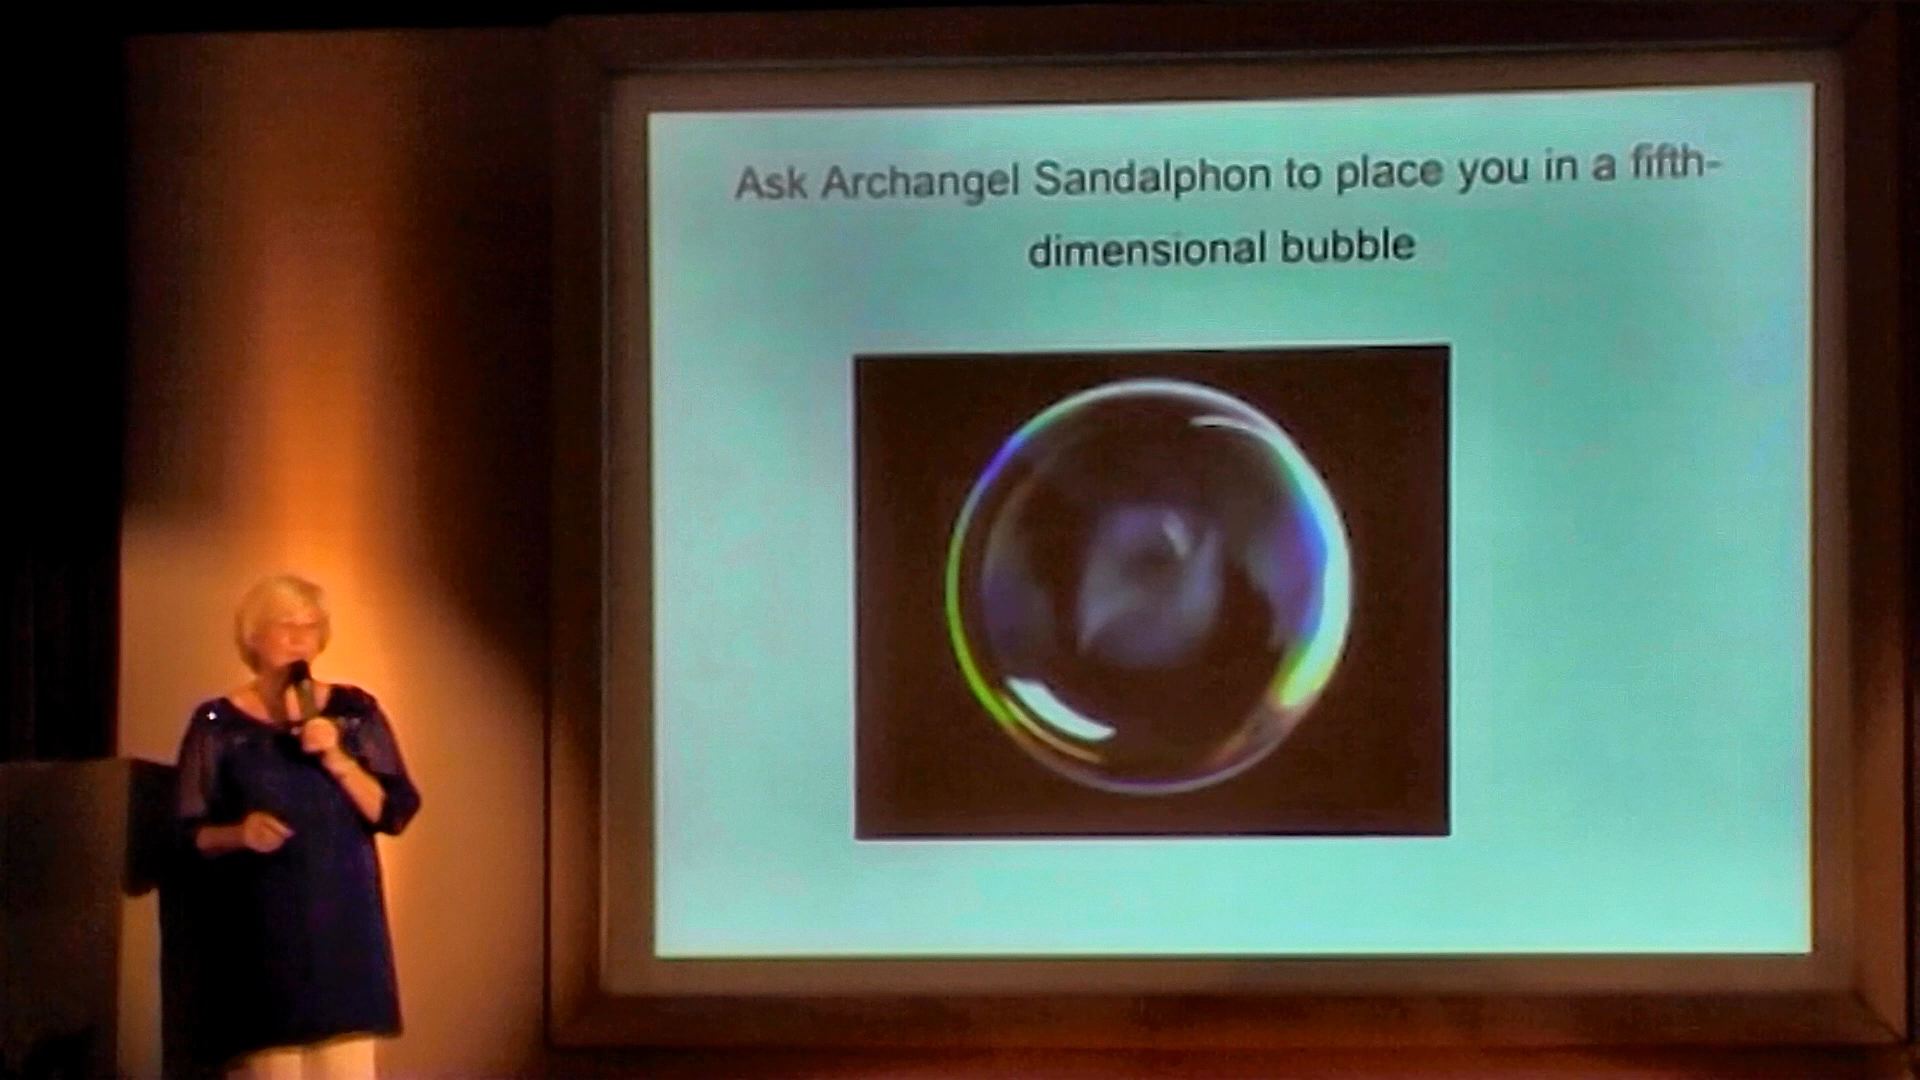 Ask Archangel Sandalphon to place you in a fifth-
dimensional bubble